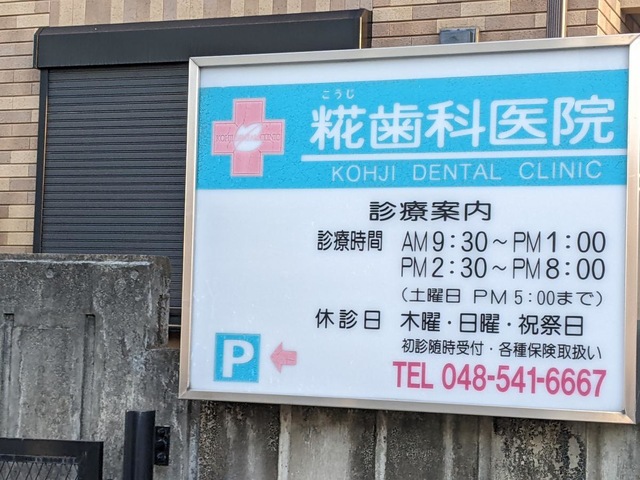 こうじ
糀歯科医院
KOHJI DENTAL CLINIC
診療案内
診療時間 AM 9:30～PM 1:00
PM 2:30～PM 8:00
(土曜日 PM 5:00まで)
休診日 木曜・日曜・祝祭日
初診随時受付・各種保険取扱い
P
TEL 048-541-6667